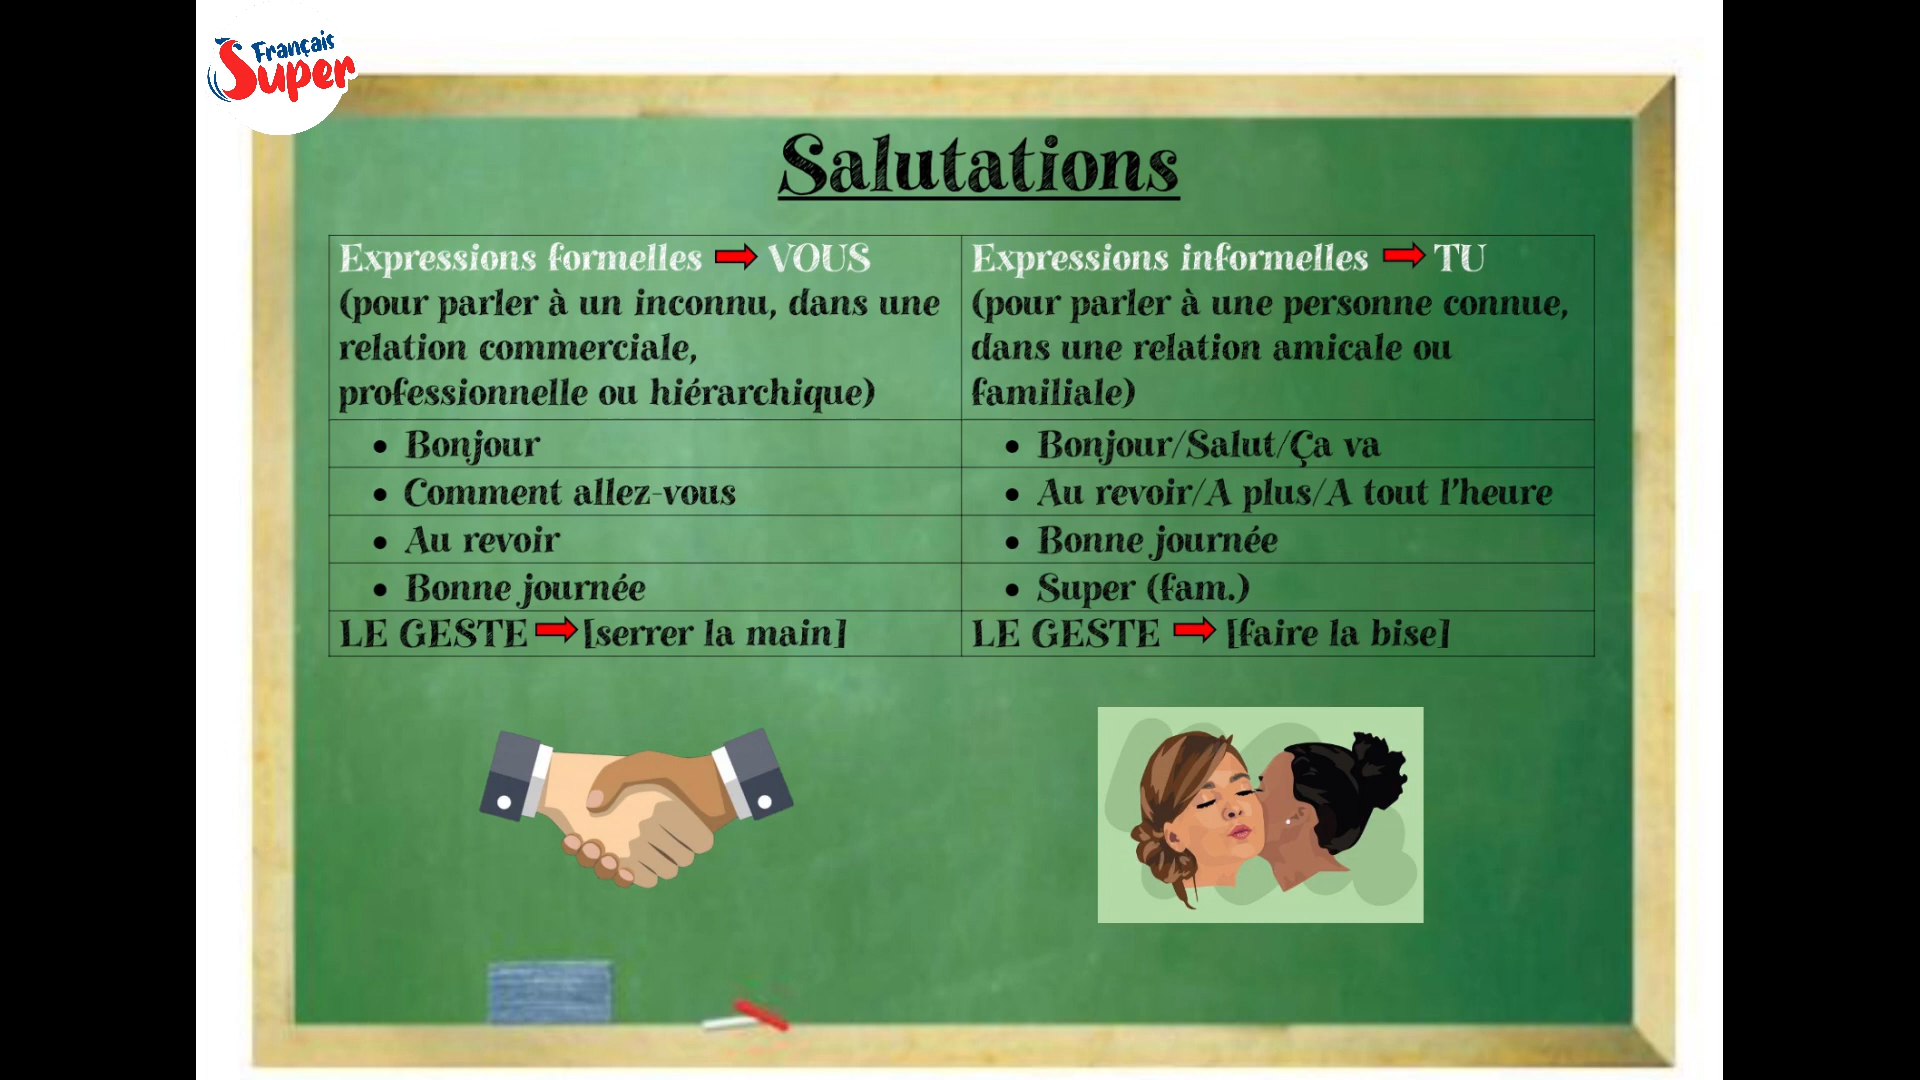 Français
Super
Salutations
Expressions formelles VOUS
(pour parler à un inconnu, dans une
relation commerciale,
professionnelle ou hiérarchique)
Expressions informelles TU
(pour parler à une personne connue,
dans une relation amicale ou
familiale)
• Bonjour
• Bonjour/Salut/Ça va
• Comment allez-vous
• Au revoir/A plus/A tout l'heure
• Au revoir
• Bonne journée
• Bonne journée
• Super (fam.)
LE GESTE [serrer la main]
LE GESTE [faire la bise]